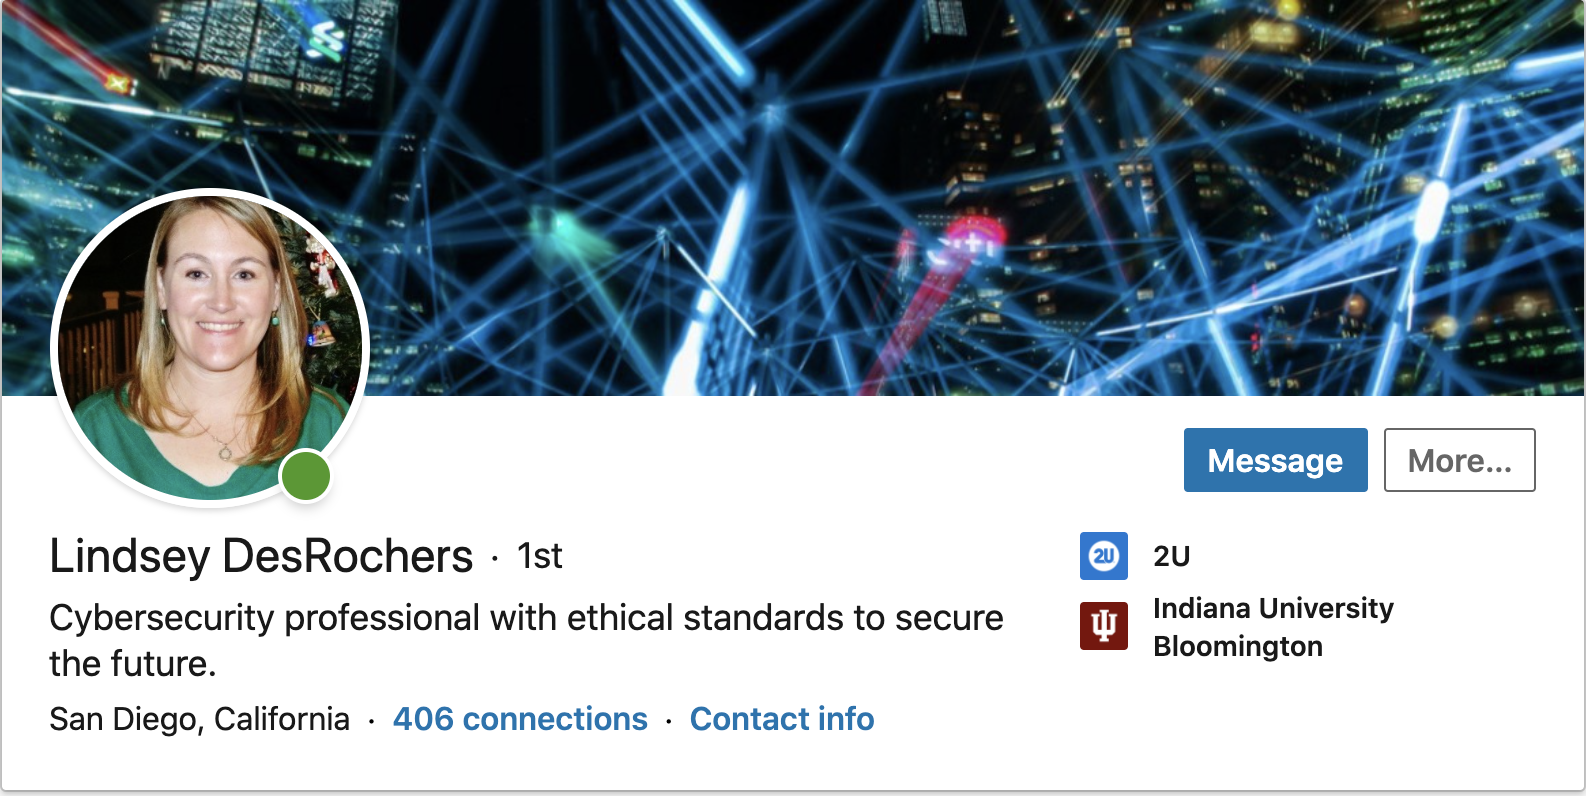 citi
Message
More...
Lindsey DesRochers · 1st
2U
2U
Cybersecurity professional with ethical standards to secure
the future.
Indiana University
Bloomington
San Diego, California · 406 connections · Contact info